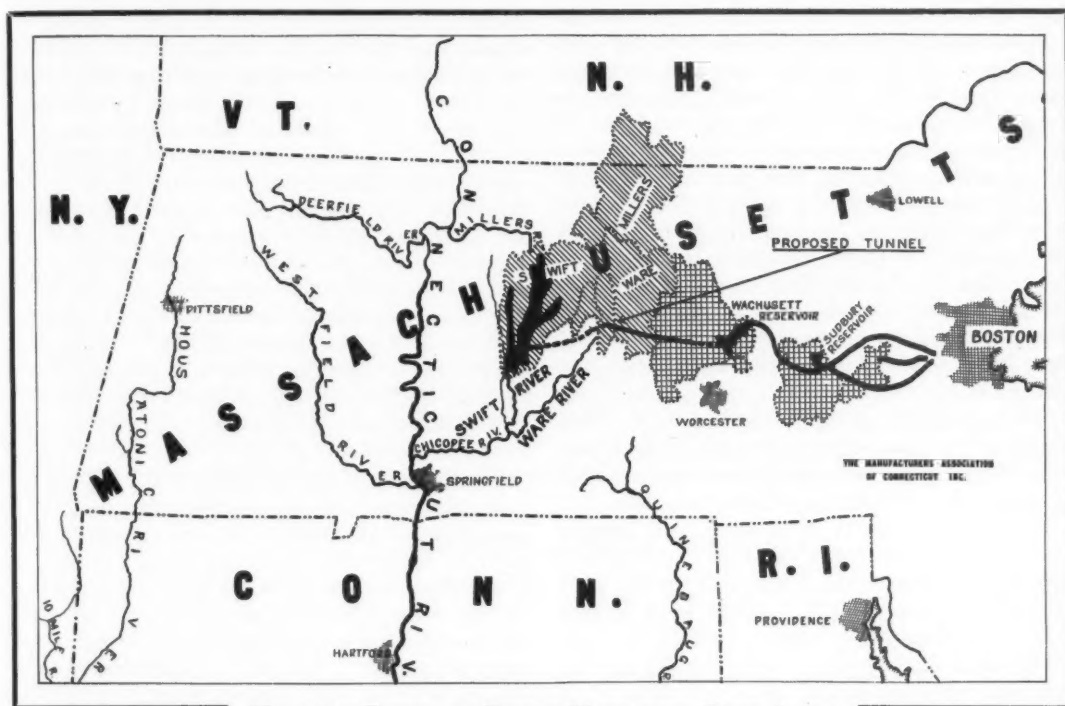 N. H.
VT.
N. Y.
MASSACHUSETTS
CONNECTICUT RIV.
DEERFIELD RIVER
MILLERS R.
MILLERS
SWIFT
WARE
LOWELL
PROPOSED TUNNEL
WACHUSETT
RESERVOIR
SUDBURY
RESERVOIR
BOSTON
PITTSFIELD
HOUSATONIC RIVER
WESTFIELD RIVER
SWIFT RIVER
WARE RIVER
CHICOPEE RIV.
WORCESTER
SPRINGFIELD
THE MANUFACTURERS ASSOCIATION
OF CONNECTICUT INC.
QUINEBAUG
CONN.
R. I.
PROVIDENCE
HARTFORD
10 MILE R.